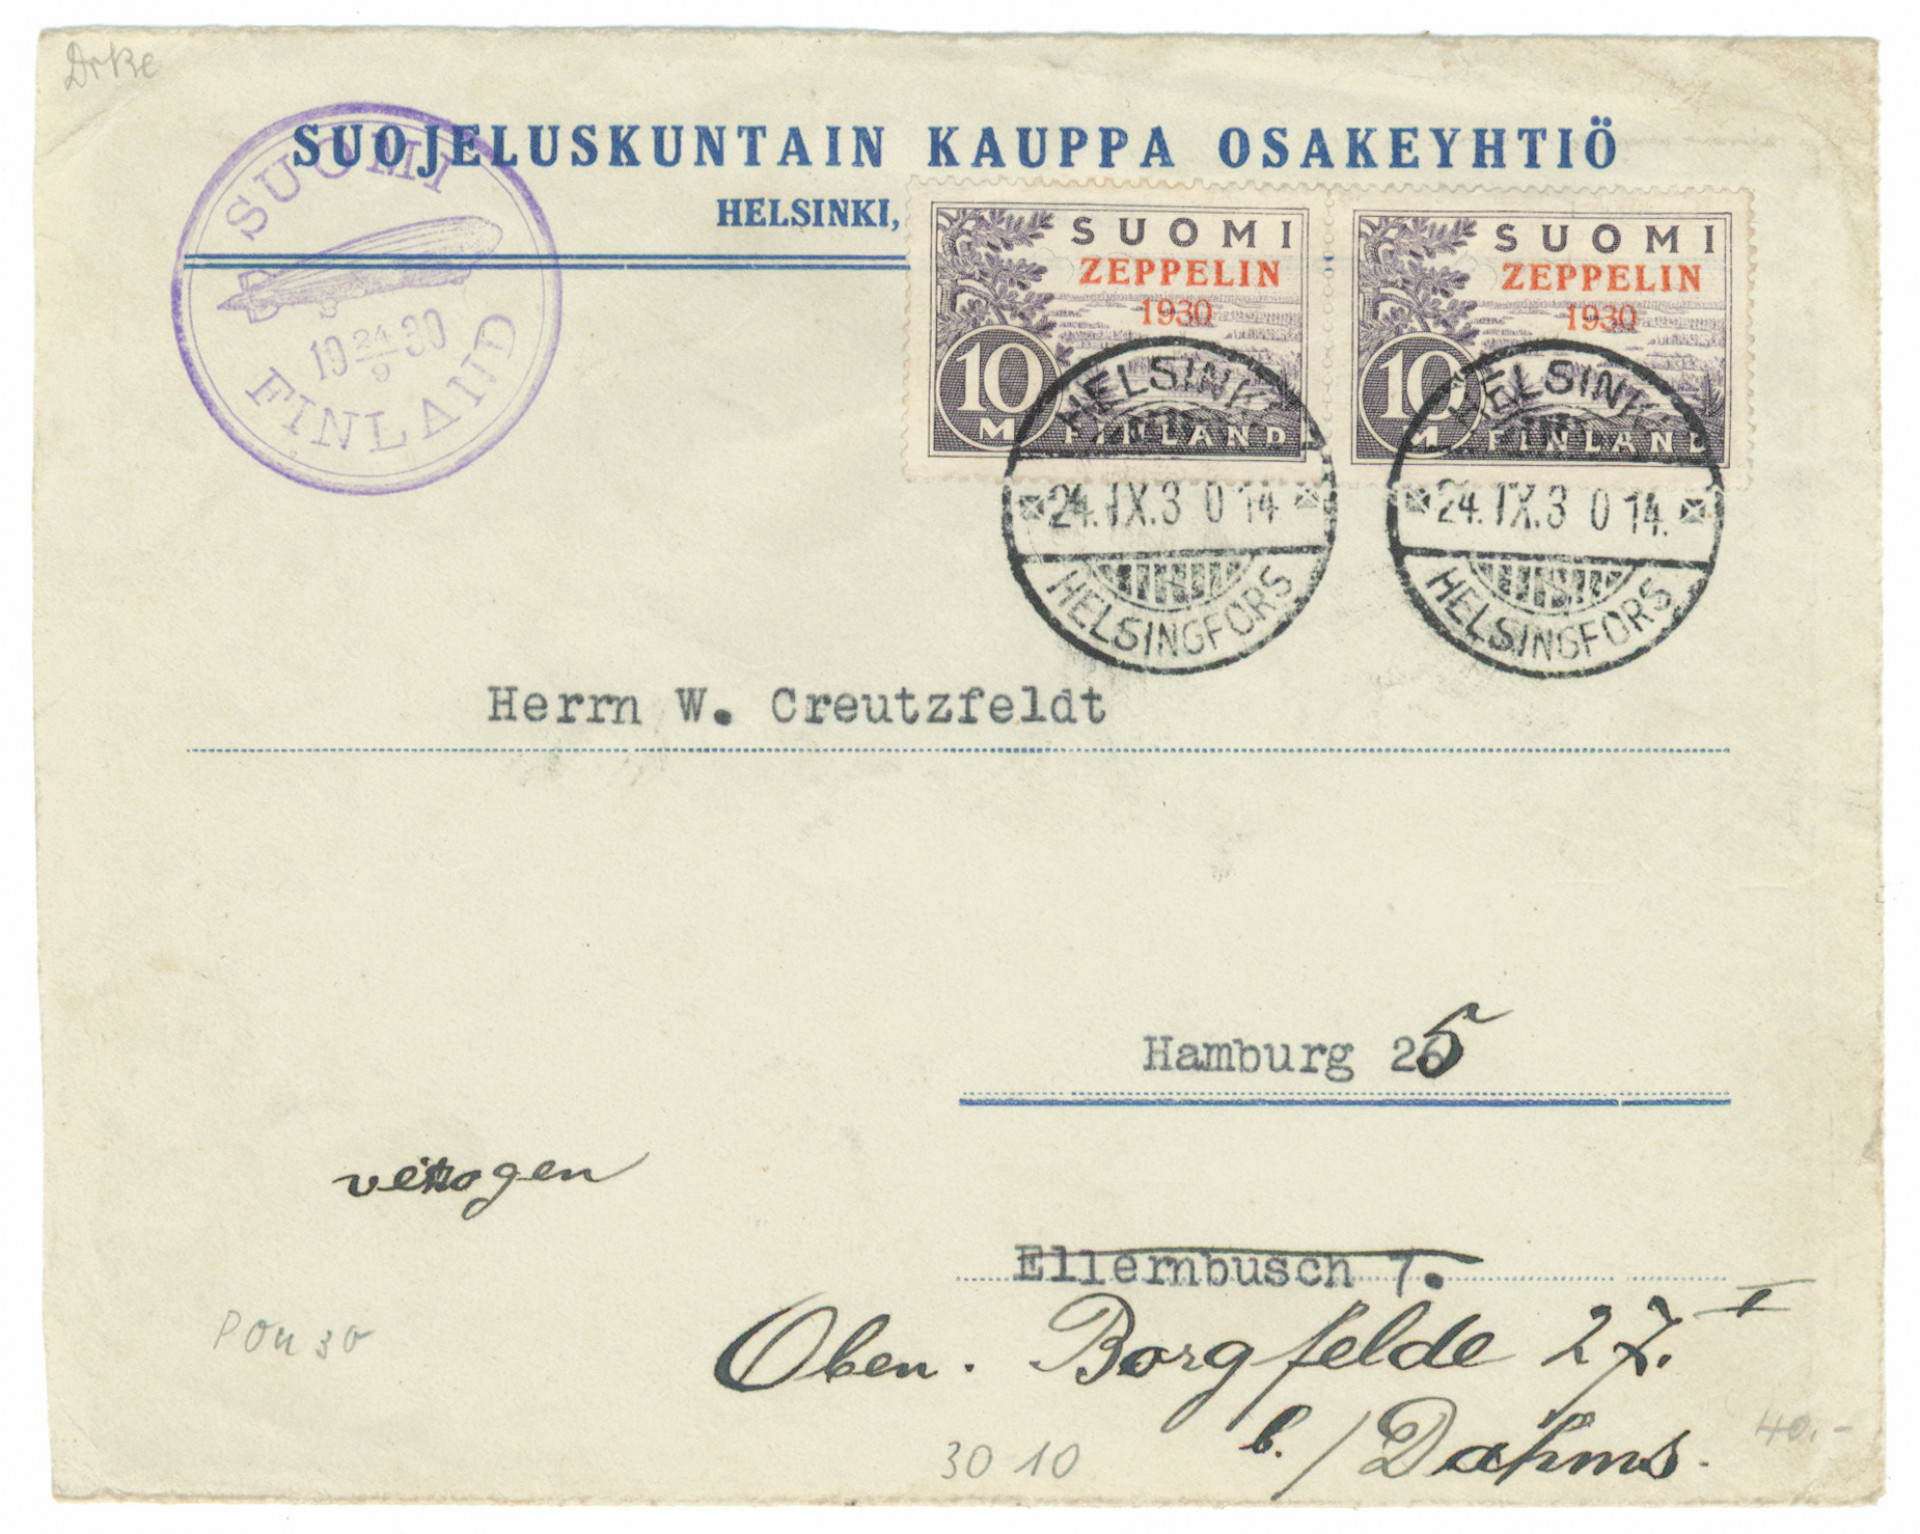 SUOJELUSKUNTAIN KAUPPA OSAKEYHTIÖ
HELSINKI,
SUOMI
19 24/9 30
FINLAND
SUOMI
ZEPPELIN
1930
10
M
FINLAND
SUOMI
ZEPPELIN
1930
10
M
FINLAND
HELSINKI
24.IX.30 14
HELSINGFORS
HELSINKI
24.IX.30 14.
HELSINGFORS
Herrn W. Creutzfeldt
Hamburg 25
verzogen
Ellernbusch 7.
Oben. Borgfelde 27. I
b./Dahms.
30 10
40.-